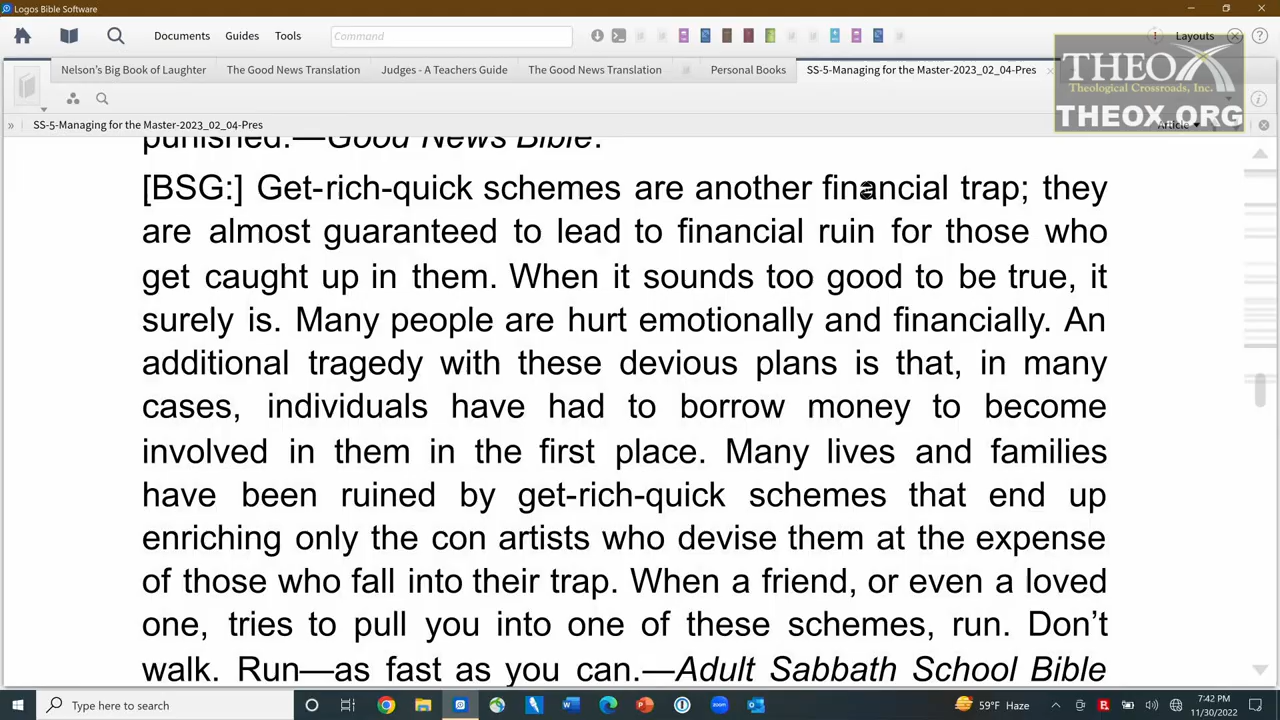 Logos Bible Software
Documents Guides Tools Command Layouts
Nelson's Big Book of Laughter The Good News Translation Judges - A Teachers Guide The Good News Translation Personal Books SS-5-Managing for the Master-2023_02_04-Pres
THEOX
Theological Crossroads, Inc.
THEOX.ORG
SS-5-Managing for the Master-2023_02_04-Pres Article
punished.—Good News Bible.
[BSG:] Get-rich-quick schemes are another financial trap; they
are almost guaranteed to lead to financial ruin for those who
get caught up in them. When it sounds too good to be true, it
surely is. Many people are hurt emotionally and financially. An
additional tragedy with these devious plans is that, in many
cases, individuals have had to borrow money to become
involved in them in the first place. Many lives and families
have been ruined by get-rich-quick schemes that end up
enriching only the con artists who devise them at the expense
of those who fall into their trap. When a friend, or even a loved
one, tries to pull you into one of these schemes, run. Don't
walk. Run—as fast as you can.—Adult Sabbath School Bible
Type here to search 59°F Haze 7:42 PM
11/30/2022